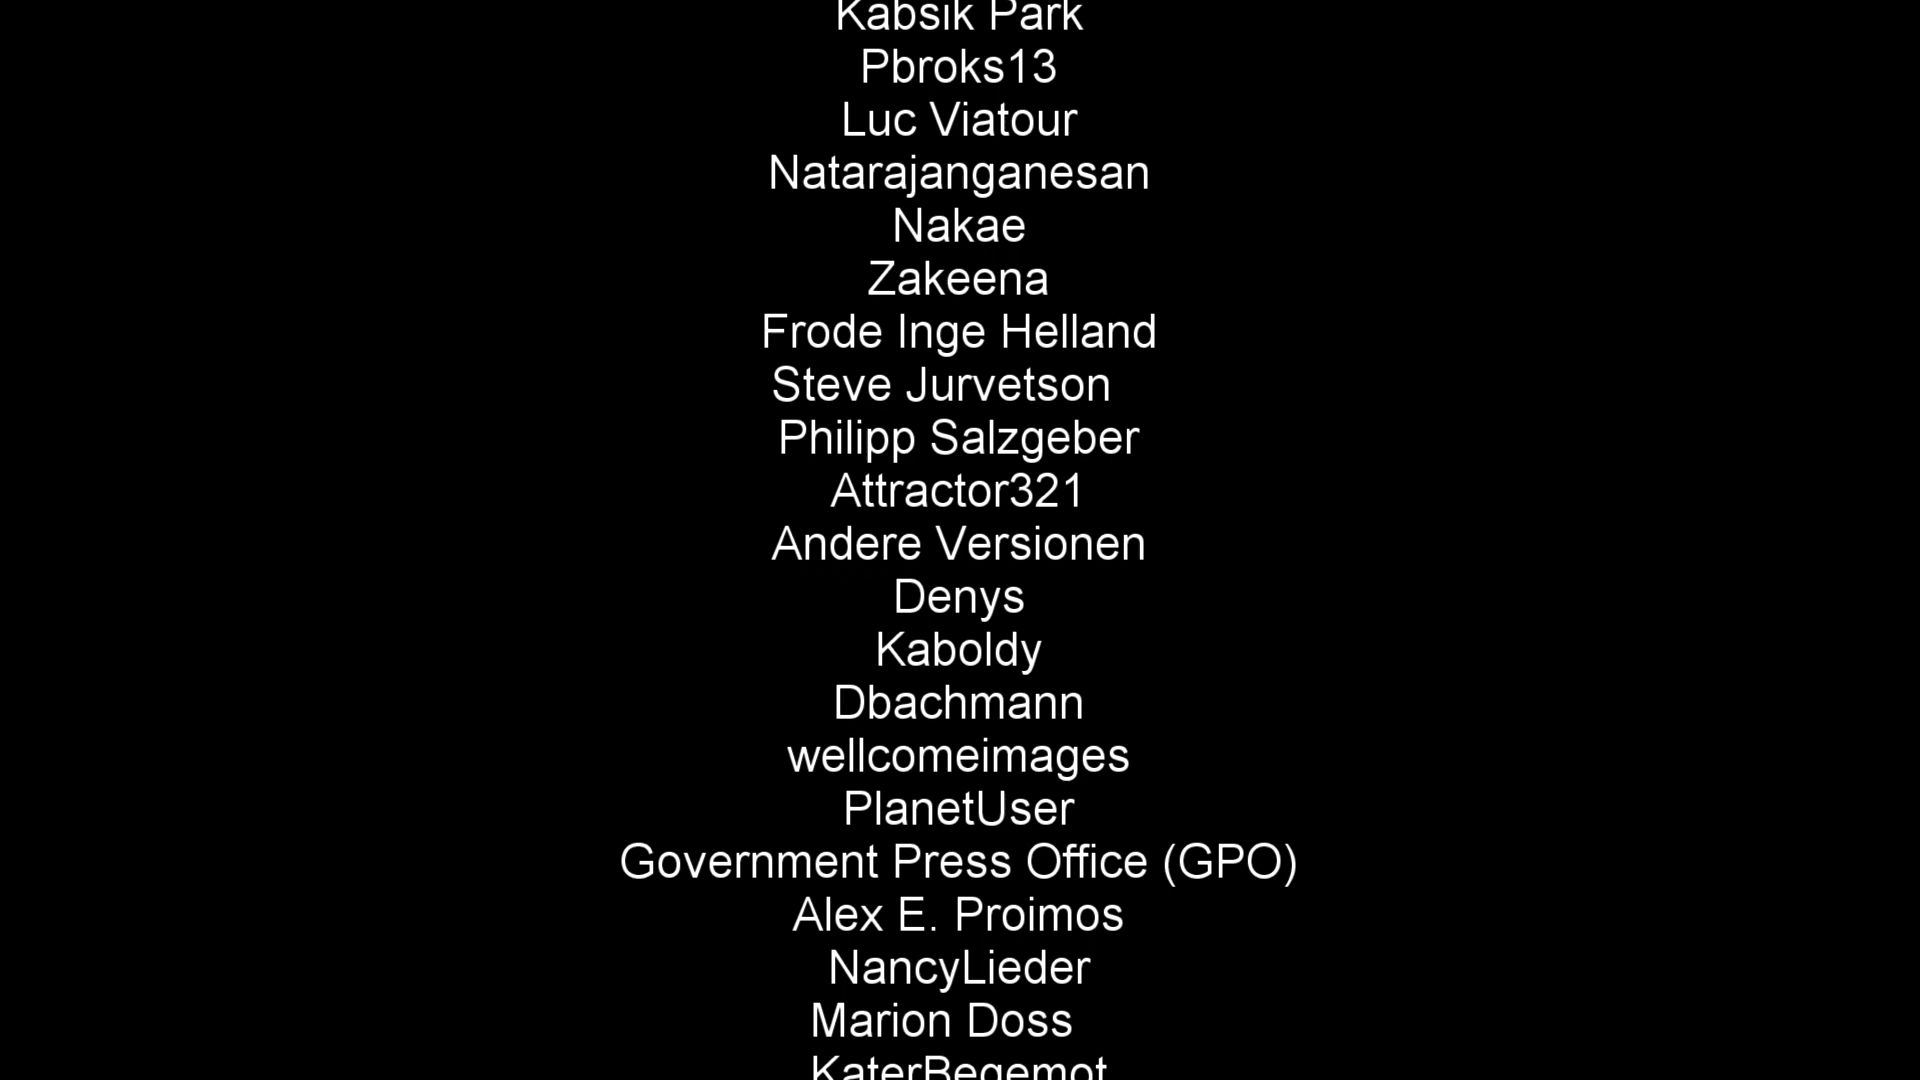 Kabsik Park
Pbroks13
Luc Viatour
Natarajanganesan
Nakae
Zakeena
Frode Inge Helland
Steve Jurvetson
Philipp Salzgeber
Attractor321
Andere Versionen
Denys
Kaboldy
Dbachmann
wellcomeimages
PlanetUser
Government Press Office (GPO)
Alex E. Proimos
NancyLieder
Marion Doss
KaterBegemot